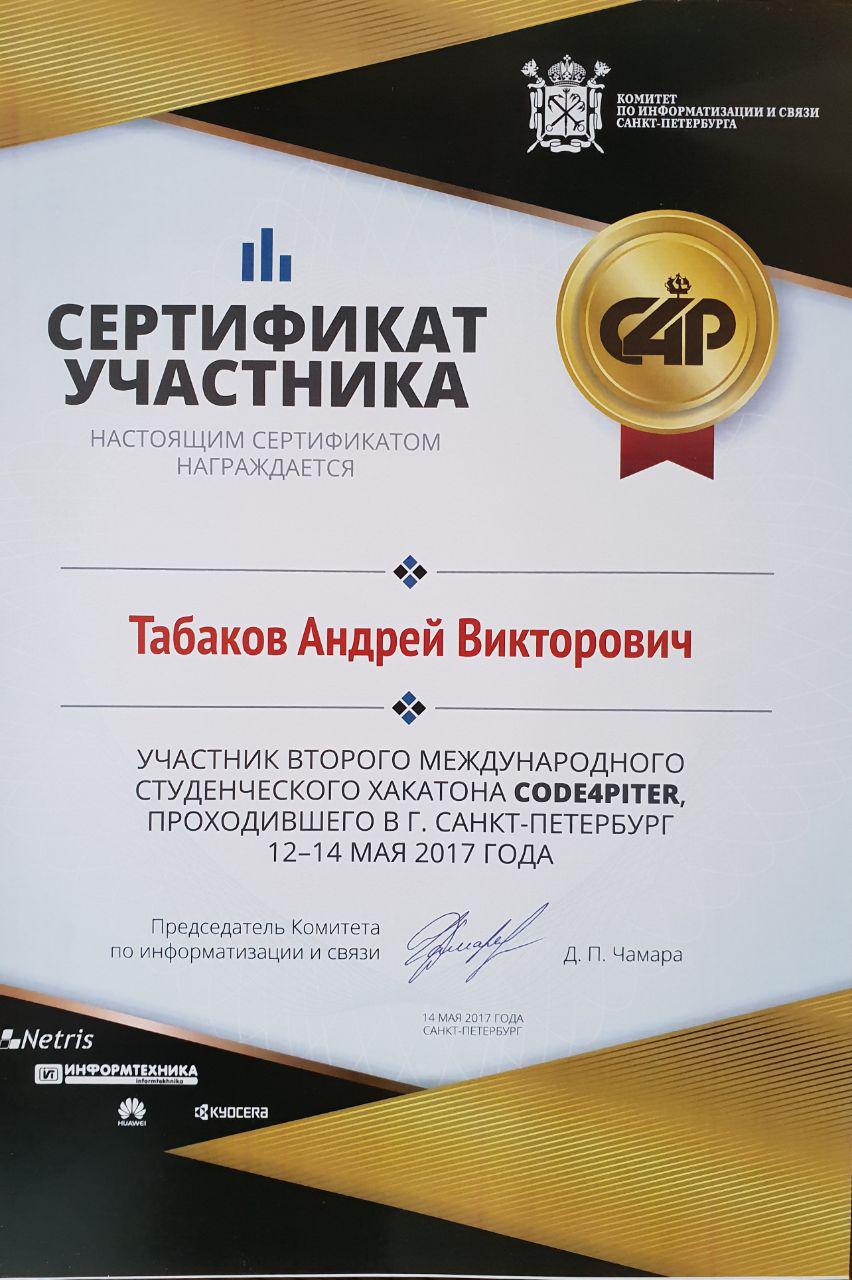 КОМИТЕТ
ПО ИНФОРМАТИЗАЦИИ И СВЯЗИ
САНКТ-ПЕТЕРБУРГА
C4P
СЕРТИФИКАТ
УЧАСТНИКА
НАСТОЯЩИМ СЕРТИФИКАТОМ
НАГРАЖДАЕТСЯ
Табаков Андрей Викторович
УЧАСТНИК ВТОРОГО МЕЖДУНАРОДНОГО
СТУДЕНЧЕСКОГО ХАКАТОНА CODE4PITER,
ПРОХОДИВШЕГО В Г. САНКТ-ПЕТЕРБУРГ
12–14 МАЯ 2017 ГОДА
Председатель Комитета
по информатизации и связи
Д. П. Чамара
14 МАЯ 2017 ГОДА
САНКТ-ПЕТЕРБУРГ
Netris
ИНФОРМТЕХНИКА
informtekhnika
HUAWEI
KYOCERA